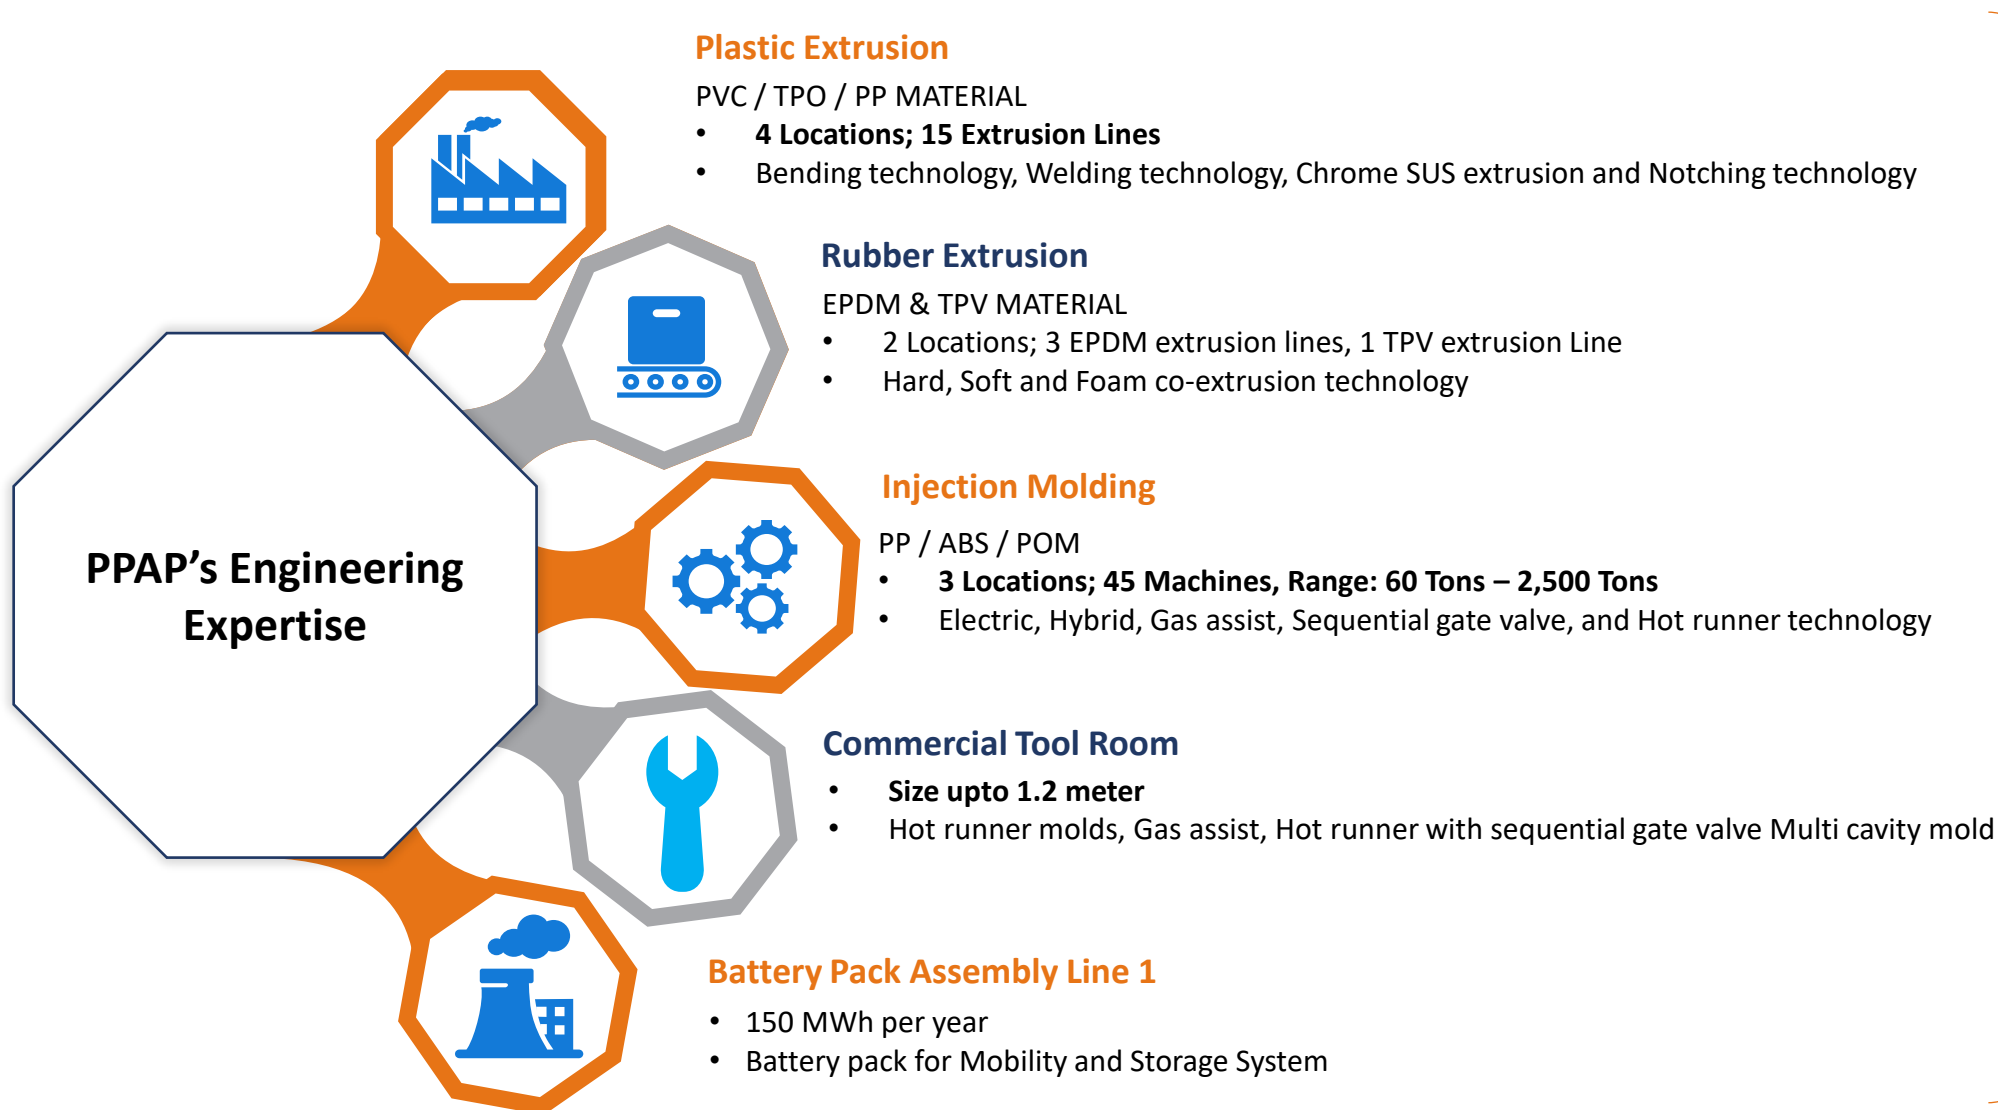 PPAP’s Engineering
Expertise
Plastic Extrusion
PVC / TPO / PP MATERIAL
• 4 Locations; 15 Extrusion Lines
• Bending technology, Welding technology, Chrome SUS extrusion and Notching technology
Rubber Extrusion
EPDM & TPV MATERIAL
• 2 Locations; 3 EPDM extrusion lines, 1 TPV extrusion Line
• Hard, Soft and Foam co-extrusion technology
Injection Molding
PP / ABS / POM
• 3 Locations; 45 Machines, Range: 60 Tons – 2,500 Tons
• Electric, Hybrid, Gas assist, Sequential gate valve, and Hot runner technology
Commercial Tool Room
• Size upto 1.2 meter
• Hot runner molds, Gas assist, Hot runner with sequential gate valve Multi cavity mold
Battery Pack Assembly Line 1
• 150 MWh per year
• Battery pack for Mobility and Storage System